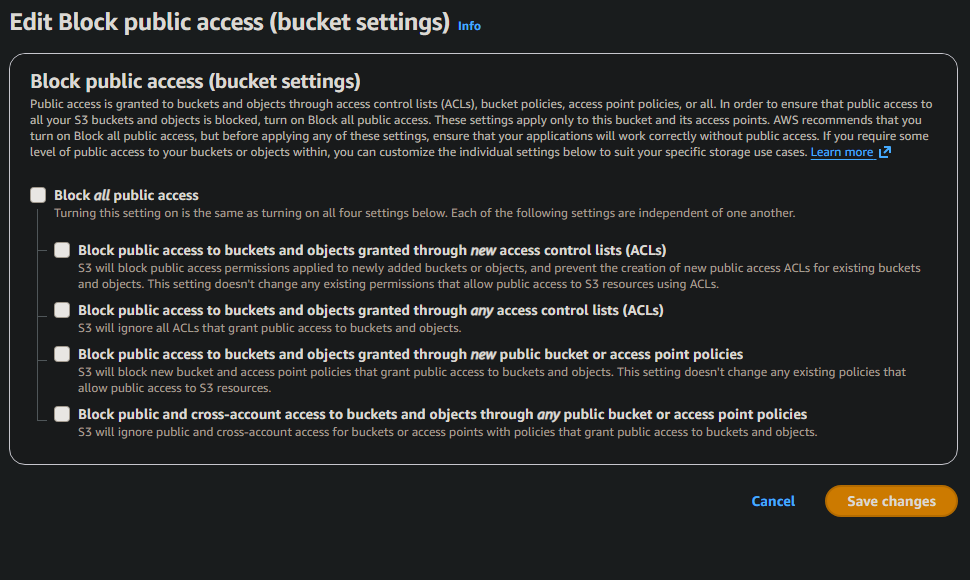 Edit Block public access (bucket settings) Info
Block public access (bucket settings)
Public access is granted to buckets and objects through access control lists (ACLs), bucket policies, access point policies, or all. In order to ensure that public access to
all your S3 buckets and objects is blocked, turn on Block all public access. These settings apply only to this bucket and its access points. AWS recommends that you
turn on Block all public access, but before applying any of these settings, ensure that your applications will work correctly without public access. If you require some
level of public access to your buckets or objects within, you can customize the individual settings below to suit your specific storage use cases. Learn more
Block all public access
Turning this setting on is the same as turning on all four settings below. Each of the following settings are independent of one another.
Block public access to buckets and objects granted through new access control lists (ACLs)
S3 will block public access permissions applied to newly added buckets or objects, and prevent the creation of new public access ACLs for existing buckets
and objects. This setting doesn't change any existing permissions that allow public access to S3 resources using ACLs.
Block public access to buckets and objects granted through any access control lists (ACLs)
S3 will ignore all ACLs that grant public access to buckets and objects.
Block public access to buckets and objects granted through new public bucket or access point policies
S3 will block new bucket and access point policies that grant public access to buckets and objects. This setting doesn't change any existing policies that
allow public access to S3 resources.
Block public and cross-account access to buckets and objects through any public bucket or access point policies
S3 will ignore public and cross-account access for buckets or access points with policies that grant public access to buckets and objects.
Cancel
Save changes